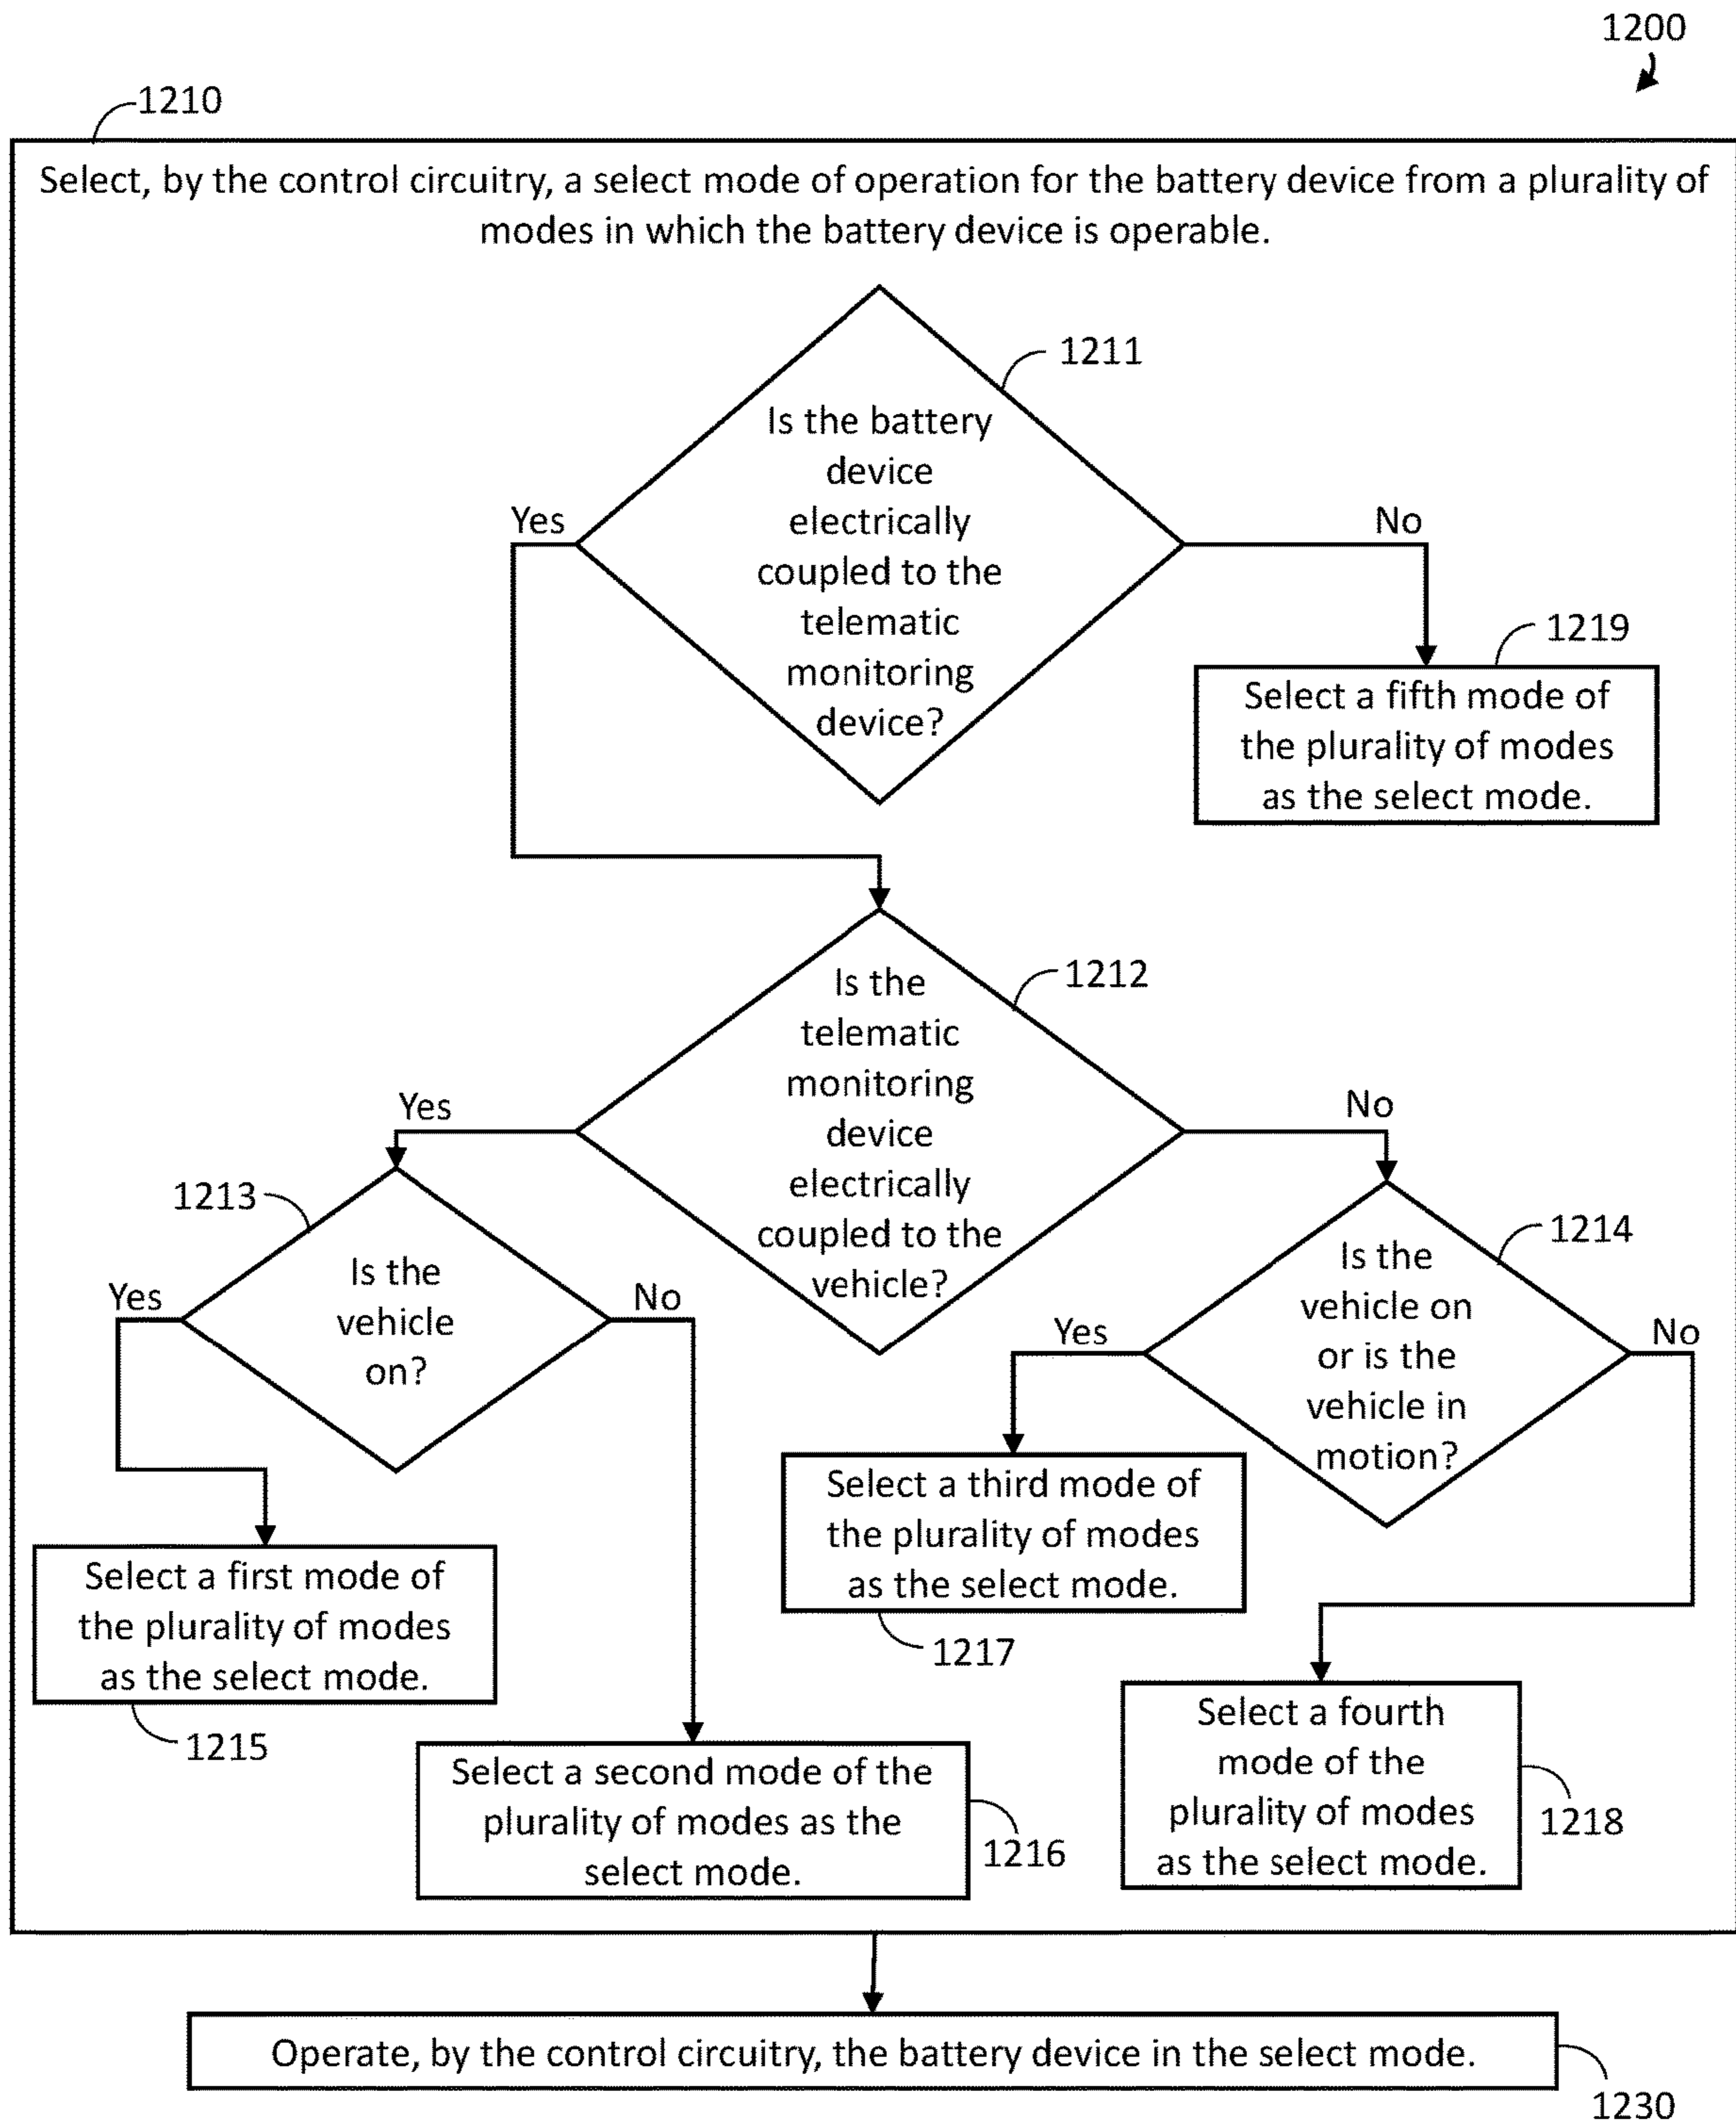 1200
1210
Select, by the control circuitry, a select mode of operation for the battery device from a plurality of
modes in which the battery device is operable.
1211
Is the battery
device
electrically
coupled to the
telematic
monitoring
device?
Yes
No
1219
Select a fifth mode of
the plurality of modes
as the select mode.
1212
Is the
telematic
monitoring
device
electrically
coupled to the
vehicle?
Yes
No
1213
Is the
vehicle
on?
Yes
No
1214
Is the
vehicle on
or is the
vehicle in
motion?
Yes
No
Select a first mode of
the plurality of modes
as the select mode.
1215
Select a second mode of the
plurality of modes as the
select mode.
1216
Select a third mode of
the plurality of modes
as the select mode.
1217
Select a fourth
mode of the
plurality of modes
as the select mode.
1218
Operate, by the control circuitry, the battery device in the select mode.
1230